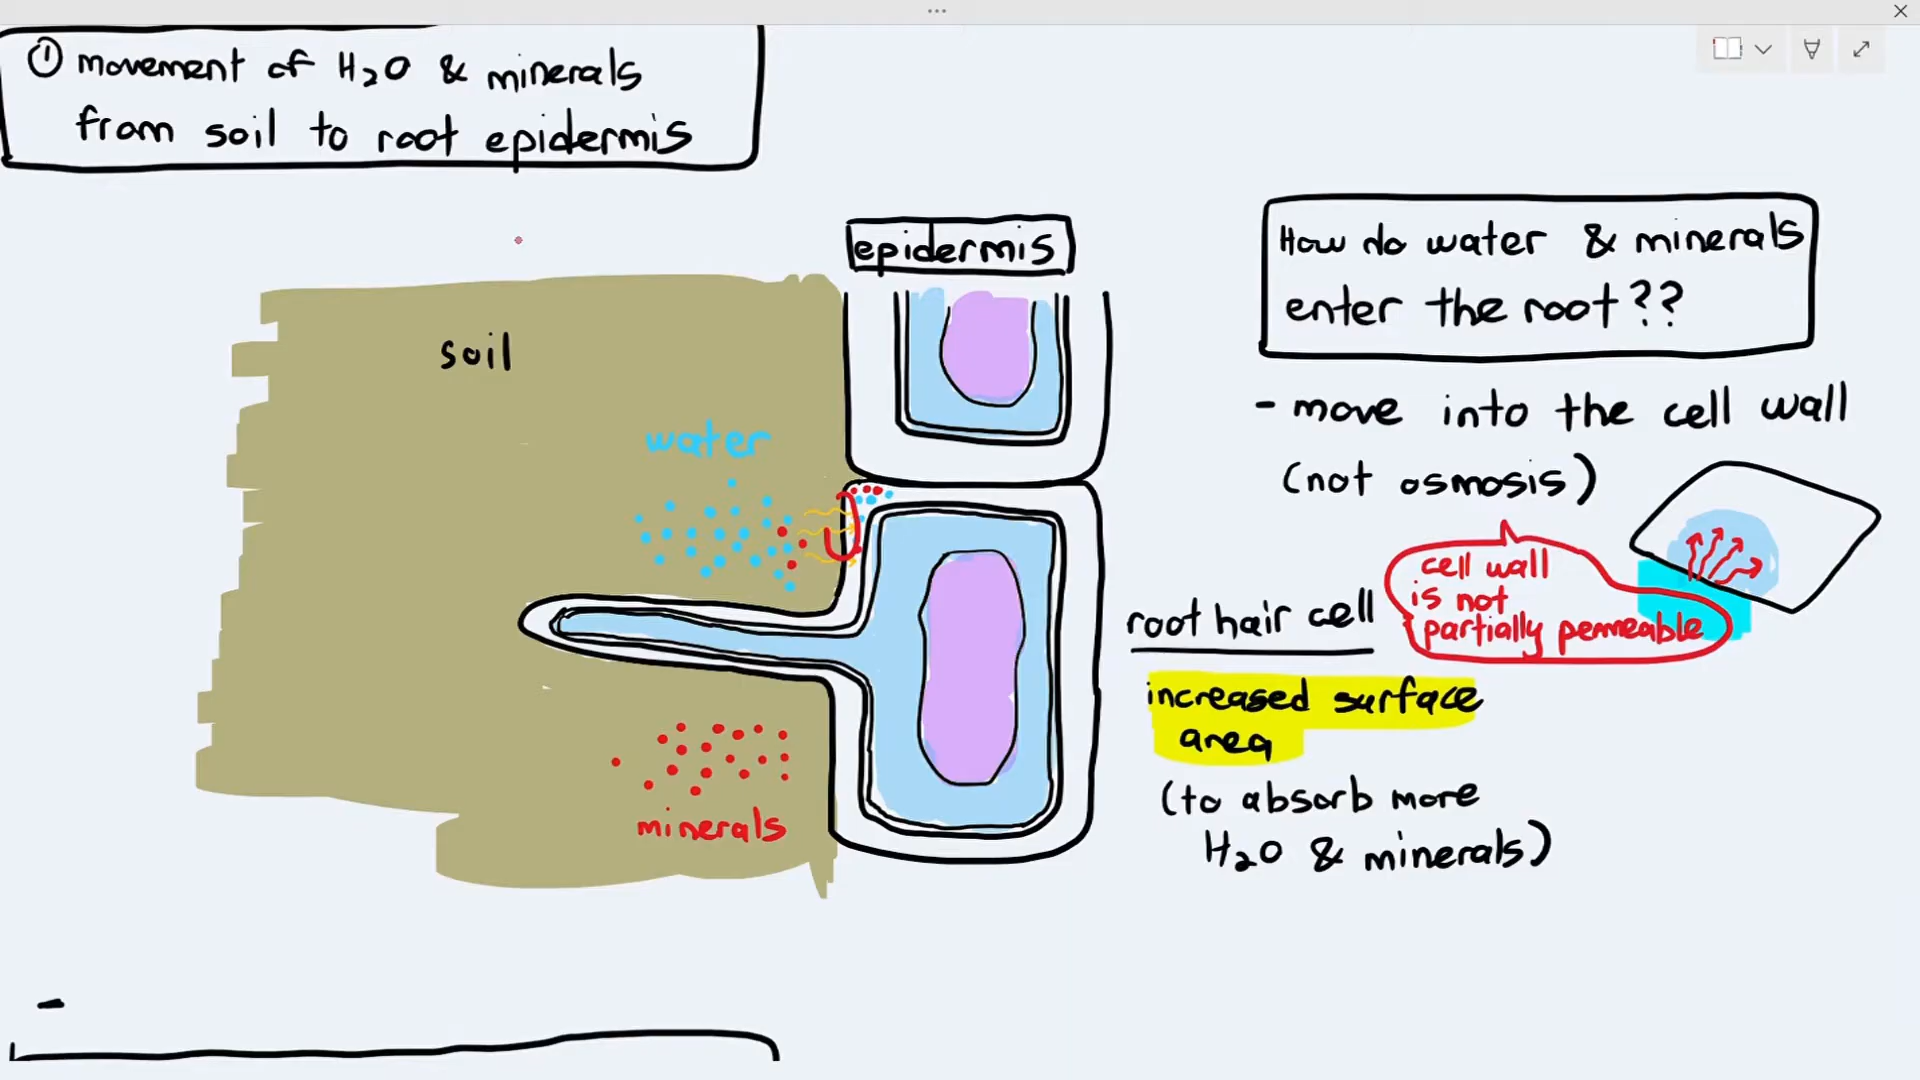 ① movement of H₂O & minerals
from soil to root epidermis
epidermis
soil
water
minerals
How do water & minerals
enter the root??
- move into the cell wall
(not osmosis)
cell wall
is not
partially permeable
root hair cell
increased surface
area
(to absorb more
H₂O & minerals)
-